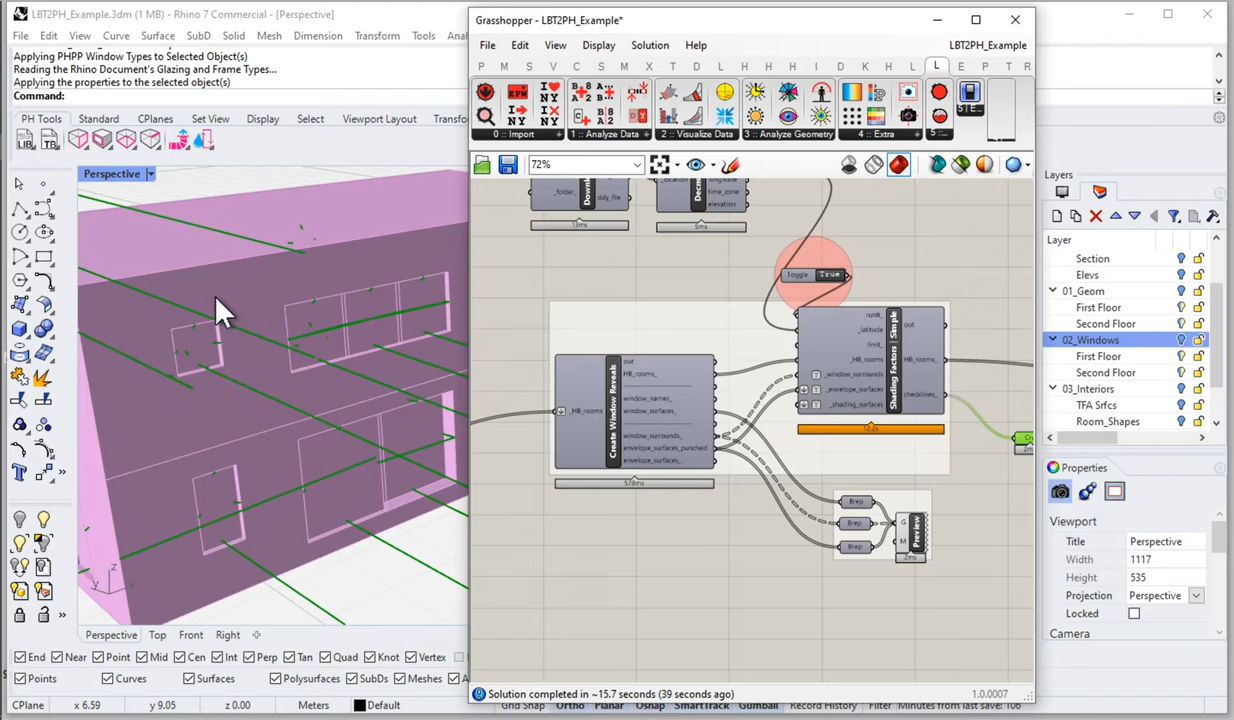 LBT2PH_Example.3dm (1 MB) - Rhino 7 Commercial - [Perspective]
File Edit View Curve Surface SubD Solid Mesh Dimension Transform Tools
Applying PHPP Window Types to Selected Object(s)
Reading the Rhino Document's Glazing and Frame Types...
Applying the properties to the selected object(s)
Command:
PH Tools Standard CPlanes Set View Display Select Viewport Layout
Perspective
Grasshopper - LBT2PH_Example*
File Edit View Display Solution Help LBT2PH_Example
P M S V C S M I D T U L A K H L E P M T R
0 :: Import 1 :: Analyze Data 2 :: Visualize Data 3 :: Analyze Geometry 4 :: Extra 5 ::
72%
_folder_
ddy_file
13ms
time_zone
elevation
5ms
Toggle True
_HB_rooms
Create Window Reveals
out
HB_rooms_
window_names_
window_surfaces_
window_surrounds_
envelope_surfaces_punched
envelope_surfaces_
578ms
runit_
_latitude
limit_
_HB_rooms
_window_surrounds
_envelope_surfaces
_shading_surfaces
Shading Factors | Simple
out
HB_rooms_
checklines_
12.2s
Brep
Brep
Brep
G
M
Preview
2ms
Solution completed in ~15.7 seconds (39 seconds ago) 1.0.0007
Layers
Layer
Section
Elevs
01_Geom
First Floor
Second Floor
02_Windows
First Floor
Second Floor
03_Interiors
TFA Srfcs
Room_Shapes
Properties
Viewport
Title Perspective
Width 1117
Height 535
Projection Perspective
Locked
Camera
z
x
y
Perspective Top Front Right
End Near Point Mid Cen Int Perp Tan Quad Knot Vertex
Points Curves Surfaces Polysurfaces SubDs Meshes
CPlane x 6.59 y 9.05 z 0.00 Meters Default Grid Snap Ortho Planar Osnap SmartTrack Gumball Record History Filter Minutes from last save: 106